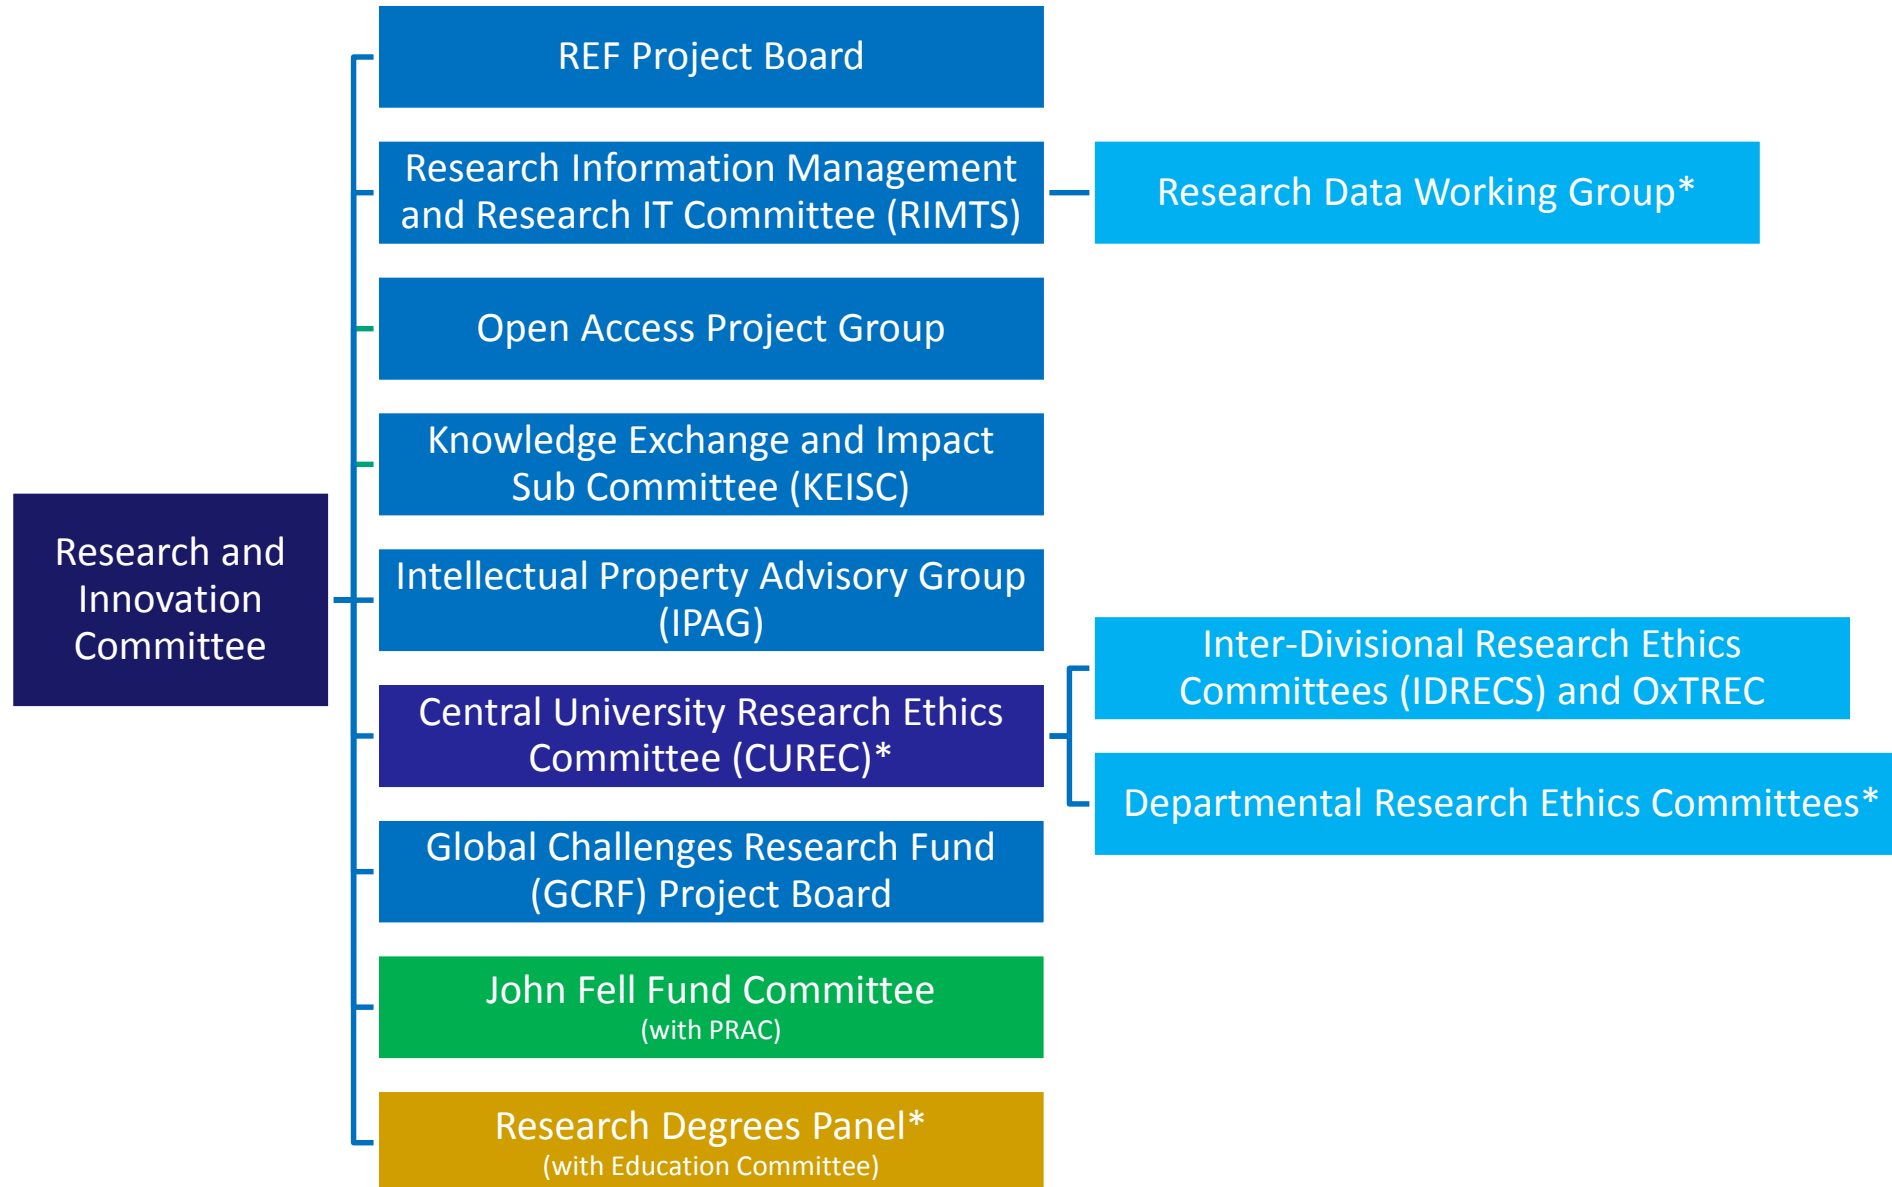 REF Project Board
Research Information Management
and Research IT Committee (RIMTS)
Research Data Working Group*
Open Access Project Group
Knowledge Exchange and Impact
Sub Committee (KEISC)
Research and
Innovation
Committee
Intellectual Property Advisory Group
(IPAG)
Central University Research Ethics
Committee (CUREC)*
Inter-Divisional Research Ethics
Committees (IDRECS) and OxTREC
Departmental Research Ethics Committees*
Global Challenges Research Fund
(GCRF) Project Board
John Fell Fund Committee
(with PRAC)
Research Degrees Panel*
(with Education Committee)